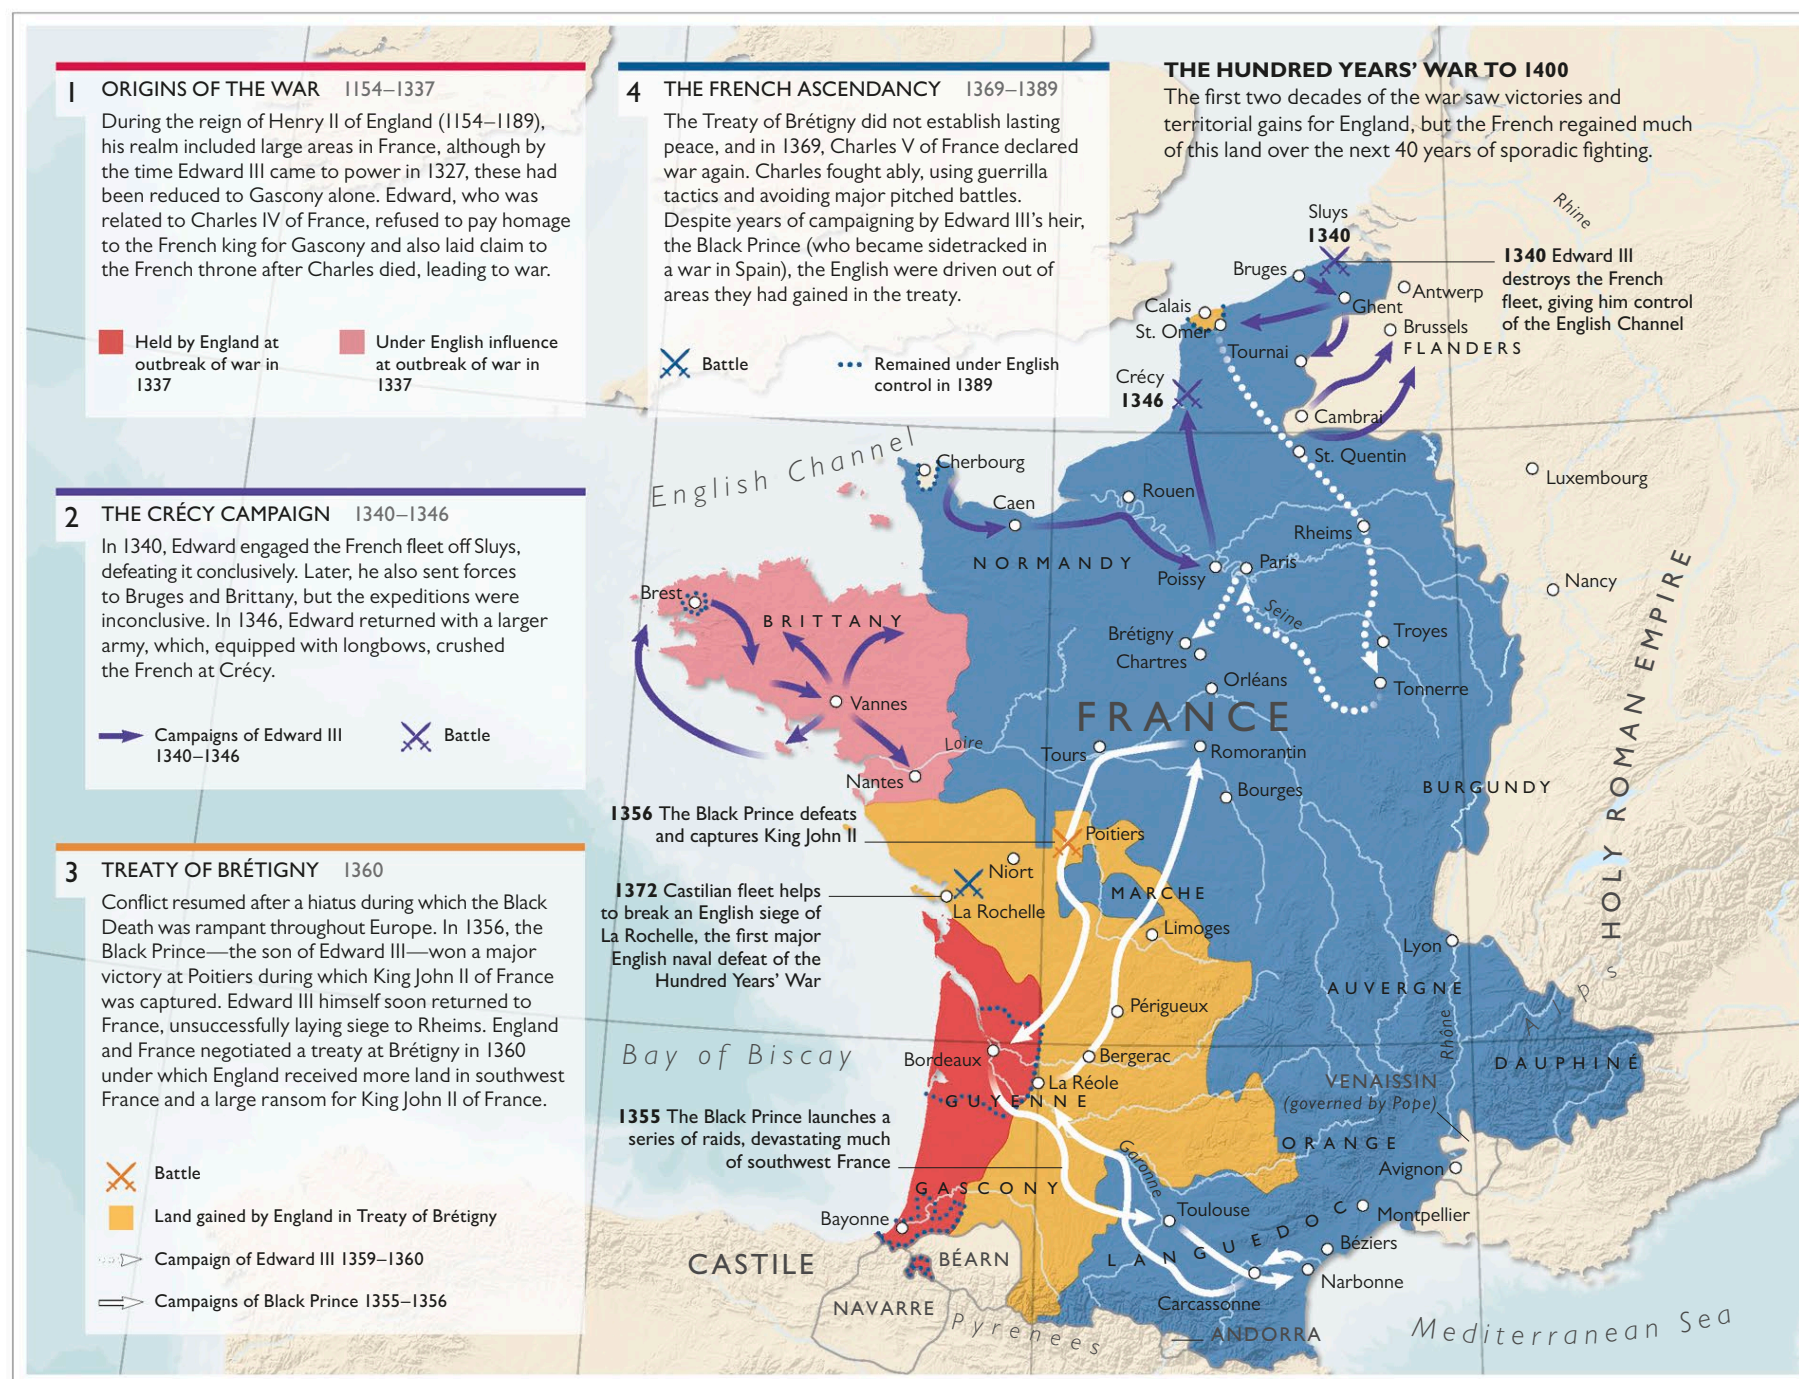 1 ORIGINS OF THE WAR 1154–1337
During the reign of Henry II of England (1154–1189),
his realm included large areas in France, although by
the time Edward III came to power in 1327, these had
been reduced to Gascony alone. Edward, who was
related to Charles IV of France, refused to pay homage
to the French king for Gascony and also laid claim to
the French throne after Charles died, leading to war.
Held by England at
outbreak of war in
1337
Under English influence
at outbreak of war in
1337
2 THE CRÉCY CAMPAIGN 1340–1346
In 1340, Edward engaged the French fleet off Sluys,
defeating it conclusively. Later, he also sent forces
to Bruges and Brittany, but the expeditions were
inconclusive. In 1346, Edward returned with a larger
army, which, equipped with longbows, crushed
the French at Crécy.
Campaigns of Edward III
1340–1346
Battle
3 TREATY OF BRÉTIGNY 1360
Conflict resumed after a hiatus during which the Black
Death was rampant throughout Europe. In 1356, the
Black Prince—the son of Edward III—won a major
victory at Poitiers during which King John II of France
was captured. Edward III himself soon returned to
France, unsuccessfully laying siege to Rheims. England
and France negotiated a treaty at Brétigny in 1360
under which England received more land in southwest
France and a large ransom for King John II of France.
Battle
Land gained by England in Treaty of Brétigny
Campaign of Edward III 1359–1360
Campaigns of Black Prince 1355–1356
4 THE FRENCH ASCENDANCY 1369–1389
The Treaty of Brétigny did not establish lasting
peace, and in 1369, Charles V of France declared
war again. Charles fought ably, using guerrilla
tactics and avoiding major pitched battles.
Despite years of campaigning by Edward III's heir,
the Black Prince (who became sidetracked in
a war in Spain), the English were driven out of
areas they had gained in the treaty.
Battle
Remained under English
control in 1389
THE HUNDRED YEARS' WAR TO 1400
The first two decades of the war saw victories and
territorial gains for England, but the French regained much
of this land over the next 40 years of sporadic fighting.
Rhine
Sluys
1340
1340 Edward III
destroys the French
fleet, giving him control
of the English Channel
Bruges
Antwerp
Ghent
Calais
St. Omer
Brussels
FLANDERS
Tournai
Crécy
1346
Cambrai
St. Quentin
Luxembourg
English Channel
Cherbourg
Caen
Rouen
Rheims
NORMANDY
Poissy
Paris
Nancy
Seine
Brest
BRITTANY
Brétigny
Chartres
Troyes
Orléans
Tonnerre
Vannes
FRANCE
HOLY ROMAN EMPIRE
Loire
Tours
Romorantin
Nantes
Bourges
BURGUNDY
1356 The Black Prince defeats
and captures King John II
Poitiers
Niort
MARCHE
1372 Castilian fleet helps
to break an English siege of
La Rochelle, the first major
English naval defeat of the
Hundred Years' War
La Rochelle
Limoges
Lyon
AUVERGNE
Alps
Périgueux
Rhône
Bay of Biscay
Bordeaux
Bergerac
DAUPHINÉ
La Réole
VENAISSIN
(governed by Pope)
GUYENNE
1355 The Black Prince launches a
series of raids, devastating much
of southwest France
ORANGE
Garonne
Avignon
GASCONY
Bayonne
Toulouse
Montpellier
LANGUEDOC
Béziers
CASTILE
BÉARN
Narbonne
Carcassonne
NAVARRE
Pyrenees
ANDORRA
Mediterranean Sea